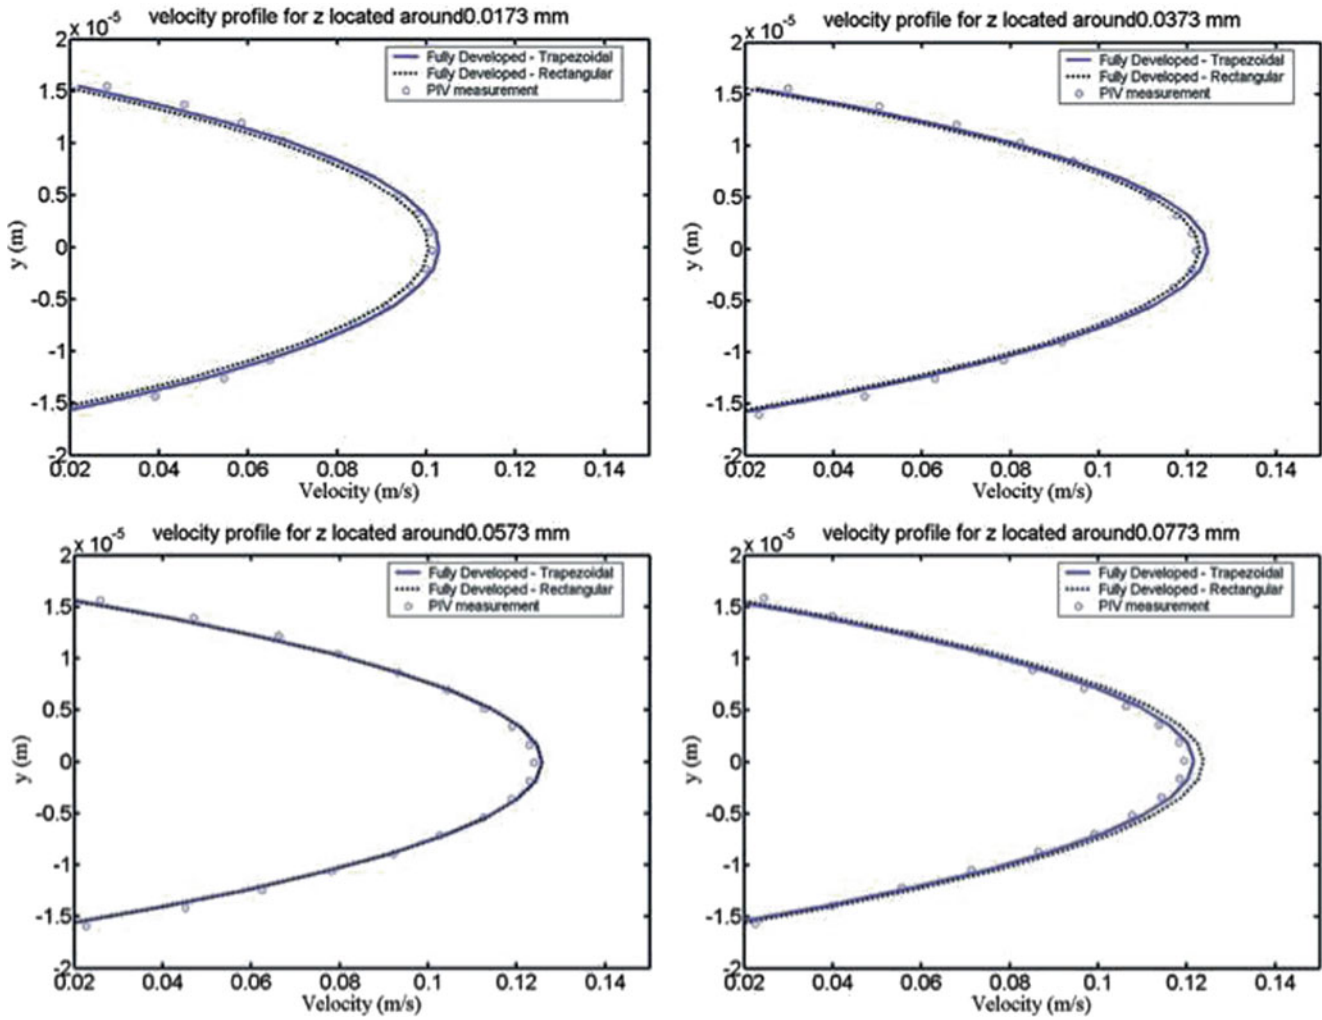 velocity profile for z located around0.0173 mm
x 10-5
2
1.5
1
0.5
0
-0.5
-1
-1.5
-2
y (m)
Fully Developed - Trapezoidal
Fully Developed - Rectangular
PIV measurement
0.02 0.04 0.06 0.08 0.1 0.12 0.14
Velocity (m/s)
velocity profile for z located around0.0373 mm
x 10-5
2
1.5
1
0.5
0
-0.5
-1
-1.5
-2
y (m)
Fully Developed - Trapezoidal
Fully Developed - Rectangular
PIV measurement
0.02 0.04 0.06 0.08 0.1 0.12 0.14
Velocity (m/s)
velocity profile for z located around0.0573 mm
x 10-5
2
1.5
1
0.5
0
-0.5
-1
-1.5
-2
y (m)
Fully Developed - Trapezoidal
Fully Developed - Rectangular
PIV measurement
0.02 0.04 0.06 0.08 0.1 0.12 0.14
Velocity (m/s)
velocity profile for z located around0.0773 mm
x 10-5
2
1.5
1
0.5
0
-0.5
-1
-1.5
-2
y (m)
Fully Developed - Trapezoidal
Fully Developed - Rectangular
PIV measurement
0.02 0.04 0.06 0.08 0.1 0.12 0.14
Velocity (m/s)